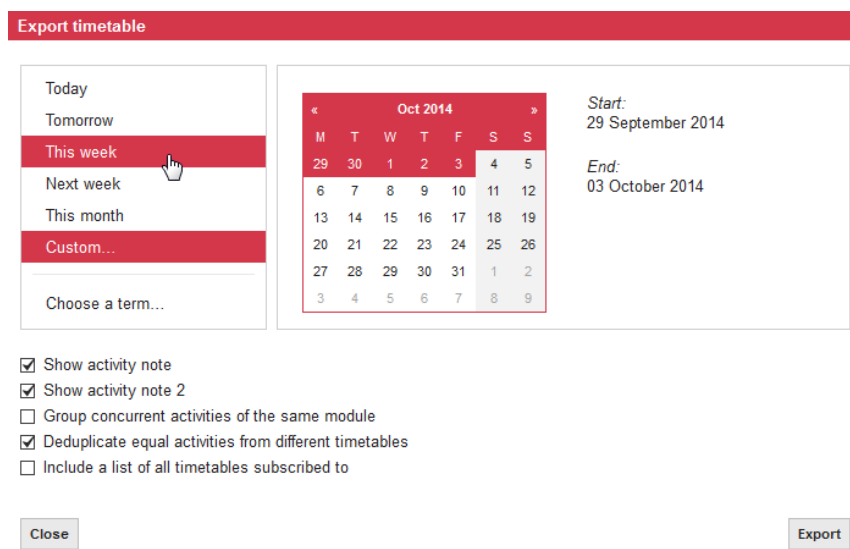 Export timetable
Today
Tomorrow
This week
Next week
This month
Custom...
Choose a term...
« Oct 2014 »
M T W T F S S
29 30 1 2 3 4 5
6 7 8 9 10 11 12
13 14 15 16 17 18 19
20 21 22 23 24 25 26
27 28 29 30 31 1 2
3 4 5 6 7 8 9
Start:
29 September 2014
End:
03 October 2014
Show activity note
Show activity note 2
Group concurrent activities of the same module
Deduplicate equal activities from different timetables
Include a list of all timetables subscribed to
Close
Export